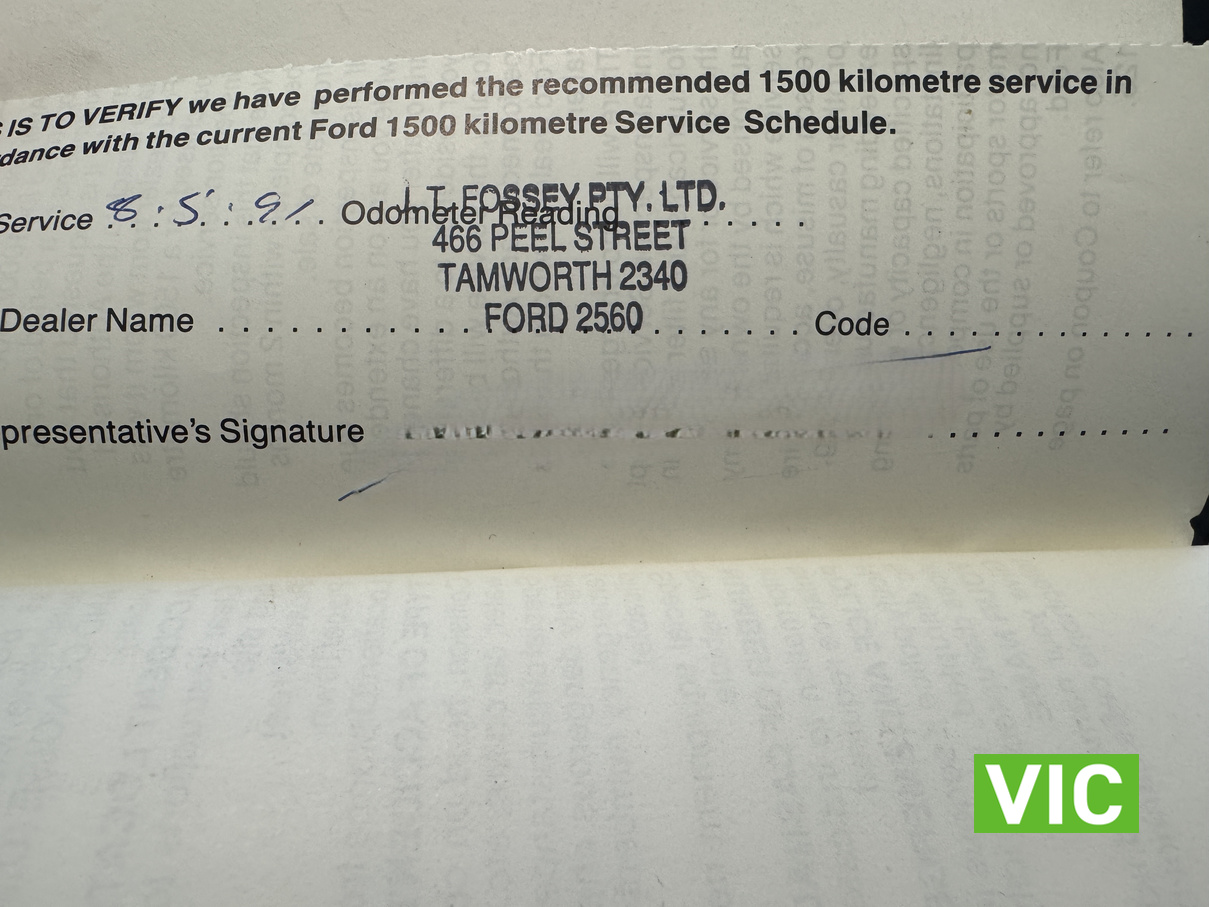 IS TO VERIFY we have performed the recommended 1500 kilometre service in
dance with the current Ford 1500 kilometre Service Schedule.
J. T. FOSSEY PTY. LTD.
Service 8 : 5 : 91 . Odometer Reading . . . . .
466 PEEL STREET
TAMWORTH 2340
Dealer Name . . . . . . . . . . . . FORD 2560 . . . . . . . Code . . . . . . . . . . . . . .
presentative's Signature . . . . . . . . . . . .
VIC